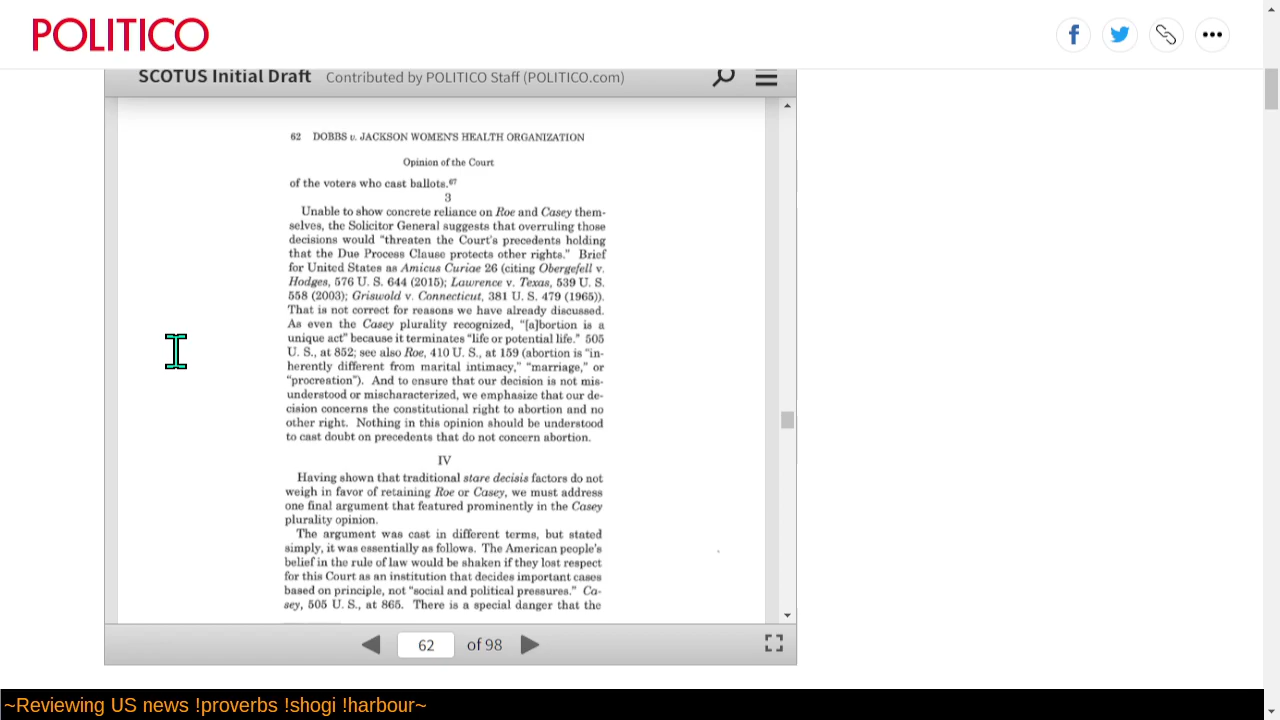 POLITICO
SCOTUS Initial Draft Contributed by POLITICO Staff (POLITICO.com)
62 DOBBS v. JACKSON WOMEN'S HEALTH ORGANIZATION
Opinion of the Court
of the voters who cast ballots.67
3
Unable to show concrete reliance on Roe and Casey them-
selves, the Solicitor General suggests that overruling those
decisions would "threaten the Court's precedents holding
that the Due Process Clause protects other rights." Brief
for United States as Amicus Curiae 26 (citing Obergefell v.
Hodges, 576 U. S. 644 (2015); Lawrence v. Texas, 539 U. S.
558 (2003); Griswold v. Connecticut, 381 U. S. 479 (1965)).
That is not correct for reasons we have already discussed.
As even the Casey plurality recognized, "[a]bortion is a
unique act" because it terminates "life or potential life." 505
U. S., at 852; see also Roe, 410 U. S., at 159 (abortion is "in-
herently different from marital intimacy," "marriage," or
"procreation"). And to ensure that our decision is not mis-
understood or mischaracterized, we emphasize that our de-
cision concerns the constitutional right to abortion and no
other right. Nothing in this opinion should be understood
to cast doubt on precedents that do not concern abortion.
IV
Having shown that traditional stare decisis factors do not
weigh in favor of retaining Roe or Casey, we must address
one final argument that featured prominently in the Casey
plurality opinion.
The argument was cast in different terms, but stated
simply, it was essentially as follows. The American people's
belief in the rule of law would be shaken if they lost respect
for this Court as an institution that decides important cases
based on principle, not "social and political pressures." Ca-
sey, 505 U. S., at 865. There is a special danger that the
62 of 98
~Reviewing US news !proverbs !shogi !harbour~